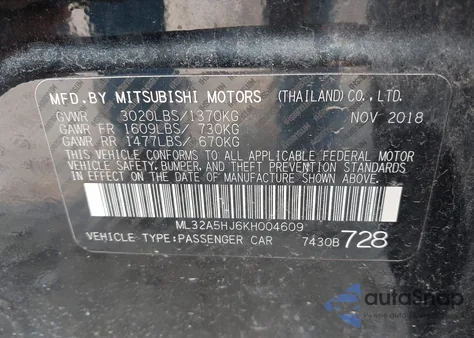 MFD.BY MITSUBISHI MOTORS (THAILAND) CO.,LTD.
GVWR 3020LBS/1370KG NOV 2018
GAWR FR 1609LBS/ 730KG
GAWR RR 1477LBS/ 670KG
THIS VEHICLE CONFORMS TO ALL APPLICABLE FEDERAL MOTOR
VEHICLE SAFETY, BUMPER, AND THEFT PREVENTION STANDARDS
IN EFFECT ON THE DATE OF MANUFACTURE SHOWN ABOVE.
ML32A5HJ6KH004609
VEHICLE TYPE:PASSENGER CAR 7430B 728
autoSnap